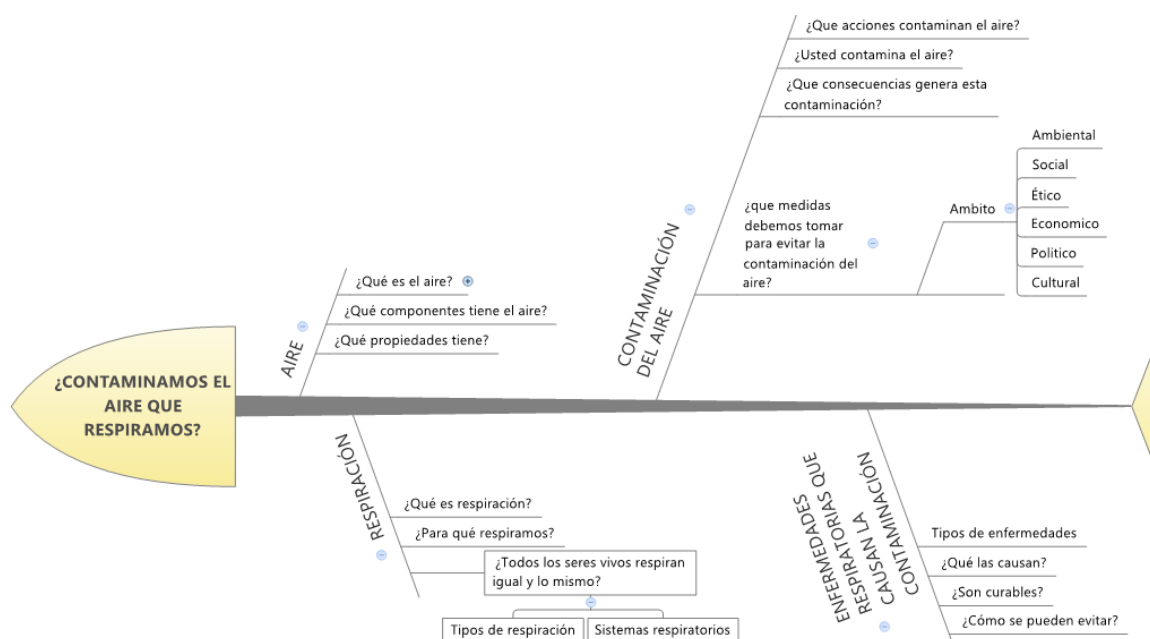 ¿CONTAMINAMOS EL
AIRE QUE
RESPIRAMOS?
AIRE
¿Qué es el aire?
¿Qué componentes tiene el aire?
¿Qué propiedades tiene?
CONTAMINACIÓN
DEL AIRE
¿Que acciones contaminan el aire?
¿Usted contamina el aire?
¿Que consecuencias genera esta
contaminación?
¿que medidas
debemos tomar
para evitar la
contaminación del
aire?
Ambito
Ambiental
Social
Ético
Economico
Politico
Cultural
RESPIRACIÓN
¿Qué es respiración?
¿Para qué respiramos?
¿Todos los seres vivos respiran
igual y lo mismo?
Tipos de respiración
Sistemas respiratorios
ENFERMEDADES
RESPIRATORIAS QUE
CAUSAN LA
CONTAMINACIÓN
Tipos de enfermedades
¿Qué las causan?
¿Son curables?
¿Cómo se pueden evitar?